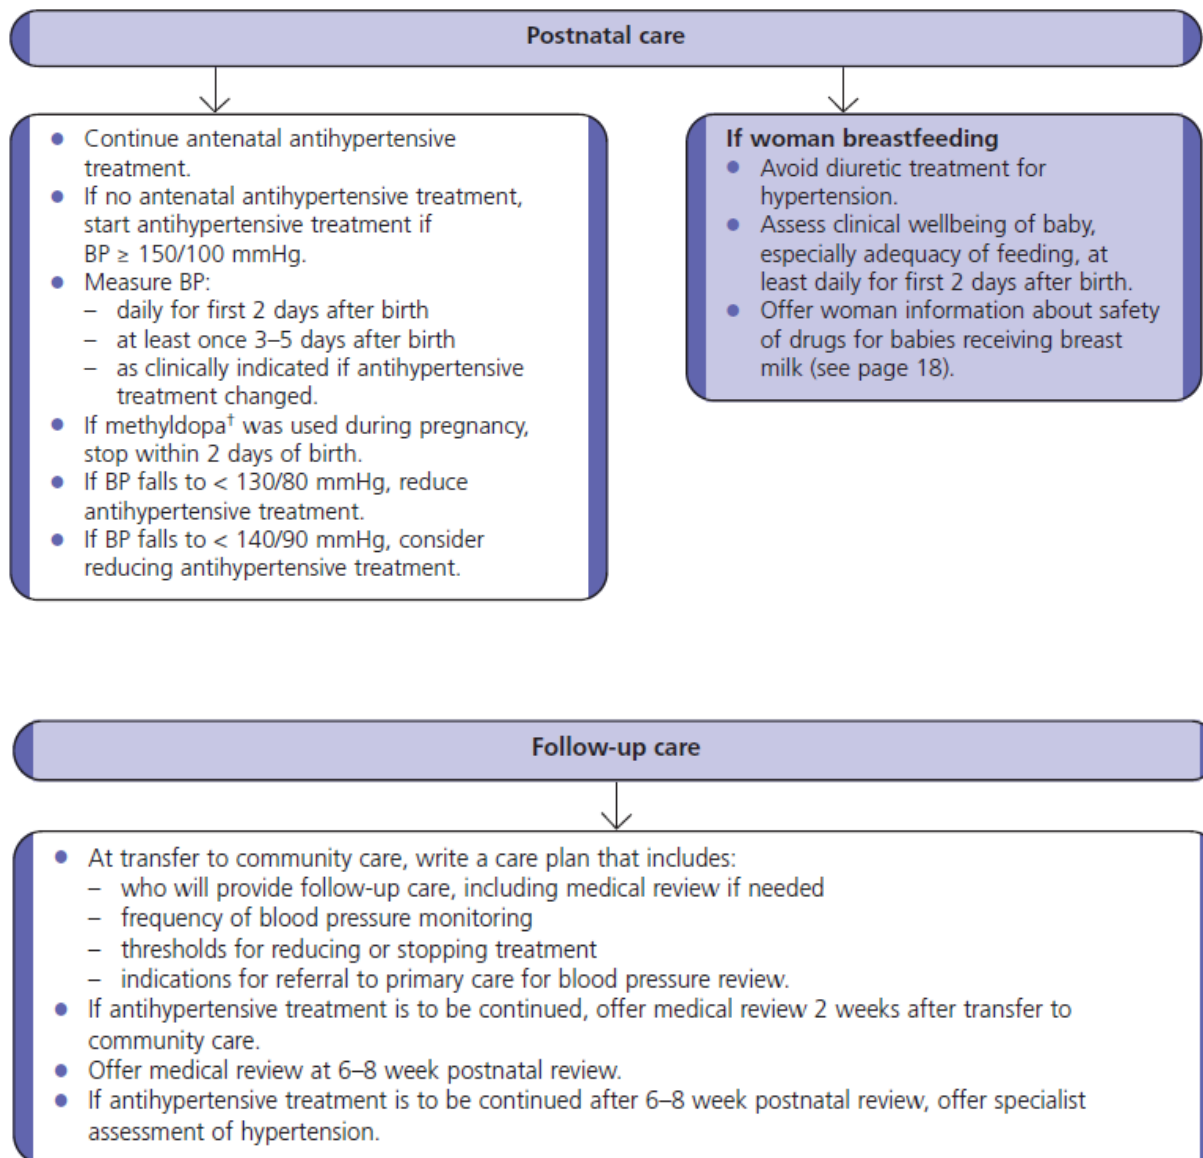 Postnatal care
● Continue antenatal antihypertensive
treatment.
● If no antenatal antihypertensive treatment,
start antihypertensive treatment if
BP ≥ 150/100 mmHg.
● Measure BP:
– daily for first 2 days after birth
– at least once 3–5 days after birth
– as clinically indicated if antihypertensive
treatment changed.
● If methyldopa† was used during pregnancy,
stop within 2 days of birth.
● If BP falls to < 130/80 mmHg, reduce
antihypertensive treatment.
● If BP falls to < 140/90 mmHg, consider
reducing antihypertensive treatment.
If woman breastfeeding
● Avoid diuretic treatment for
hypertension.
● Assess clinical wellbeing of baby,
especially adequacy of feeding, at
least daily for first 2 days after birth.
● Offer woman information about safety
of drugs for babies receiving breast
milk (see page 18).
Follow-up care
● At transfer to community care, write a care plan that includes:
– who will provide follow-up care, including medical review if needed
– frequency of blood pressure monitoring
– thresholds for reducing or stopping treatment
– indications for referral to primary care for blood pressure review.
● If antihypertensive treatment is to be continued, offer medical review 2 weeks after transfer to
community care.
● Offer medical review at 6–8 week postnatal review.
● If antihypertensive treatment is to be continued after 6–8 week postnatal review, offer specialist
assessment of hypertension.